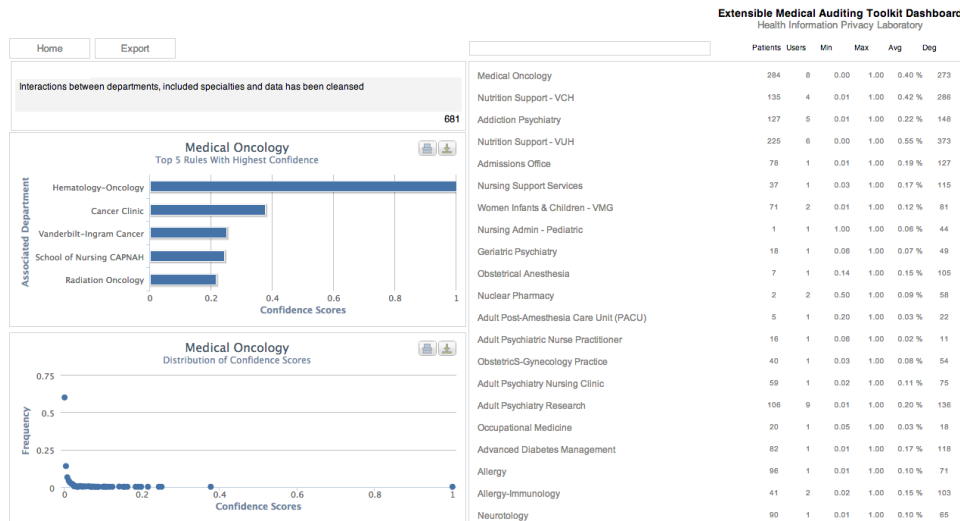 Extensible Medical Auditing Toolkit Dashboard
Health Information Privacy Laboratory
Home Export
Patients Users Min Max Avg Deg
Interactions between departments, included specialties and data has been cleansed
681
Medical Oncology
Top 5 Rules With Highest Confidence
Associated Department
Hematology-Oncology
Cancer Clinic
Vanderbilt-Ingram Cancer
School of Nursing CAPNAH
Radiation Oncology
0 0.2 0.4 0.6 0.8 1
Confidence Scores
Medical Oncology
Distribution of Confidence Scores
Frequency
0.75
0.5
0.25
0
0 0.2 0.4 0.6 0.8 1
Confidence Scores
Medical Oncology 284 8 0.00 1.00 0.40 % 273
Nutrition Support - VCH 135 4 0.01 1.00 0.42 % 286
Addiction Psychiatry 127 5 0.01 1.00 0.22 % 148
Nutrition Support - VUH 225 6 0.00 1.00 0.55 % 373
Admissions Office 78 1 0.01 1.00 0.19 % 127
Nursing Support Services 37 1 0.03 1.00 0.17 % 115
Women Infants & Children - VMG 71 2 0.01 1.00 0.12 % 81
Nursing Admin - Pediatric 1 1 1.00 1.00 0.06 % 44
Geriatric Psychiatry 18 1 0.06 1.00 0.07 % 49
Obstetrical Anesthesia 7 1 0.14 1.00 0.15 % 105
Nuclear Pharmacy 2 2 0.50 1.00 0.09 % 58
Adult Post-Amesthesia Care Unit (PACU) 5 1 0.20 1.00 0.03 % 22
Adult Psychiatric Nurse Practitioner 16 1 0.06 1.00 0.02 % 11
ObstetricS-Gynecology Practice 40 1 0.03 1.00 0.08 % 54
Adult Psychiatry Nursing Clinic 59 1 0.02 1.00 0.11 % 75
Adult Psychiatry Research 106 9 0.01 1.00 0.20 % 136
Occupational Medicine 20 1 0.05 1.00 0.03 % 18
Advanced Diabetes Management 82 1 0.01 1.00 0.17 % 118
Allergy 96 1 0.01 1.00 0.10 % 71
Allergy-Immunology 41 2 0.02 1.00 0.15 % 103
Neurotology 90 1 0.01 1.00 0.10 % 65